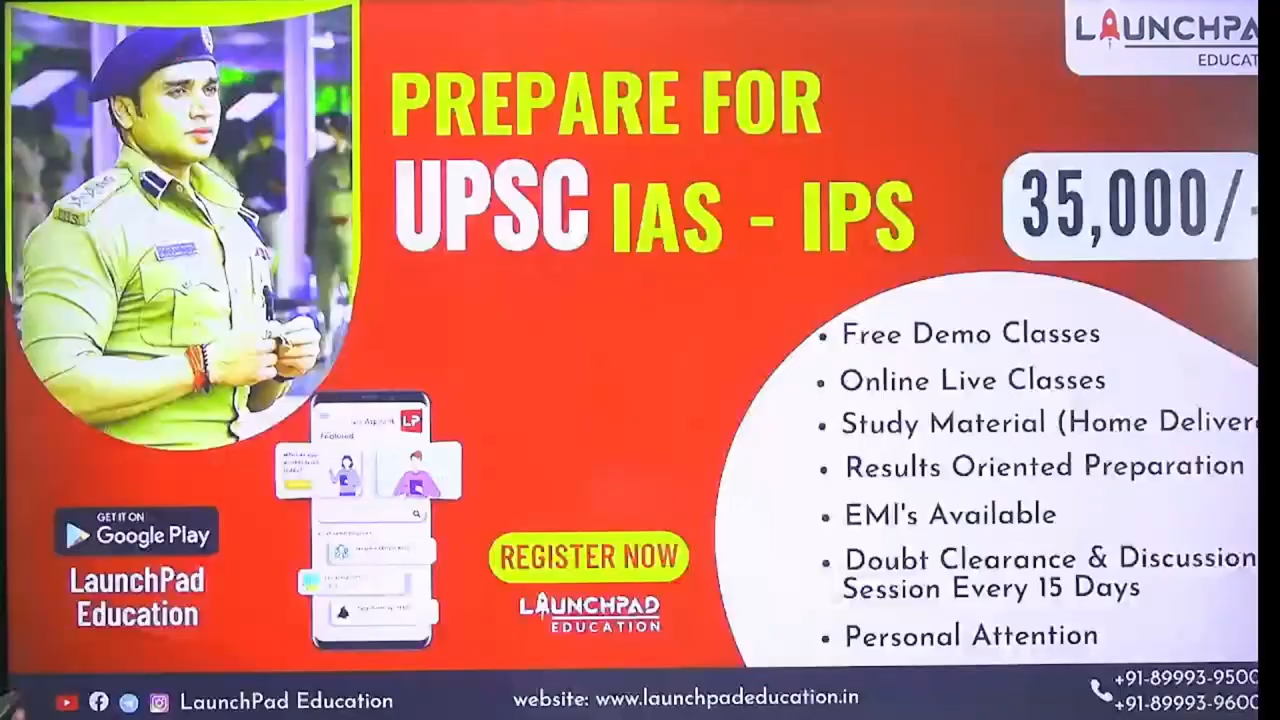 LAUNCHPA
EDUCAT
PREPARE FOR
UPSC IAS - IPS
35,000/-
• Free Demo Classes
• Online Live Classes
• Study Material (Home Deliver
• Results Oriented Preparation
• EMI's Available
• Doubt Clearance & Discussion
Session Every 15 Days
• Personal Attention
LP
Featured
GET IT ON
Google Play
LaunchPad
Education
REGISTER NOW
LAUNCHPAD
EDUCATION
LaunchPad Education
website: www.launchpadeducation.in
+91-89993-9500
+91-89993-9600